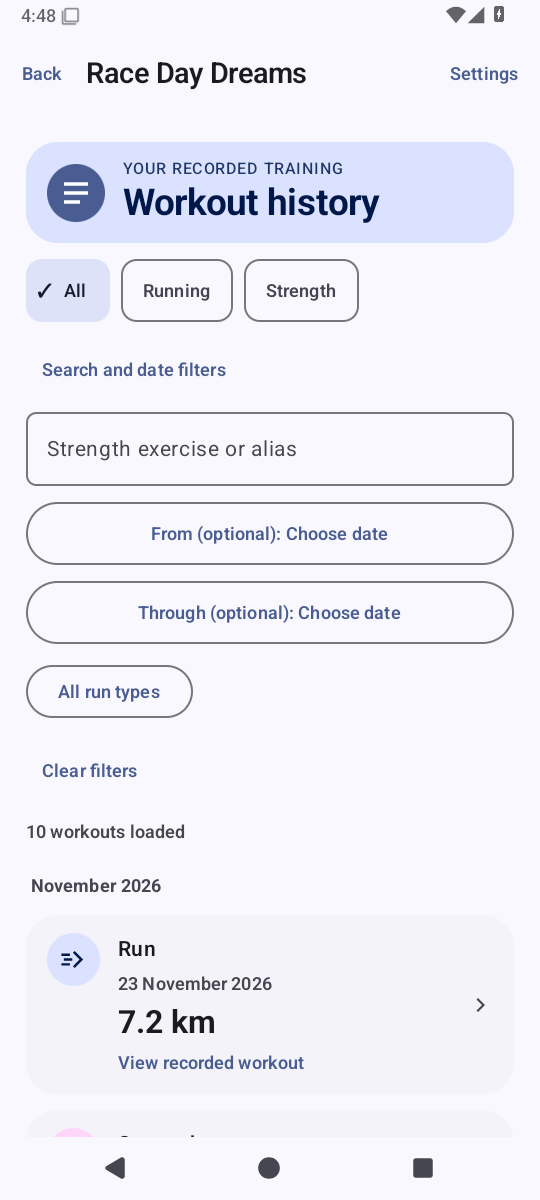 4:48
Back
Race Day Dreams
Settings
YOUR RECORDED TRAINING
Workout history
✓ All
Running
Strength
Search and date filters
Strength exercise or alias
From (optional): Choose date
Through (optional): Choose date
All run types
Clear filters
10 workouts loaded
November 2026
Run
23 November 2026
7.2 km
View recorded workout